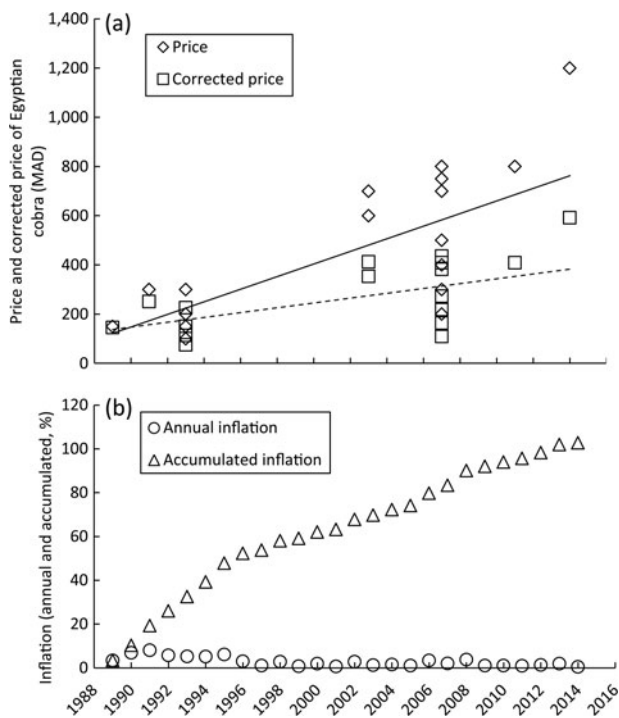 (a)
Price
Corrected price
1,400
1,200
1,000
800
600
400
200
0
Price and corrected price of Egyptian
cobra (MAD)
(b)
Annual inflation
Accumulated inflation
120
100
80
60
40
20
0
Inflation (annual and accumulated, %)
1988 1990 1992 1994 1996 1998 2000 2002 2004 2006 2008 2010 2012 2014 2016